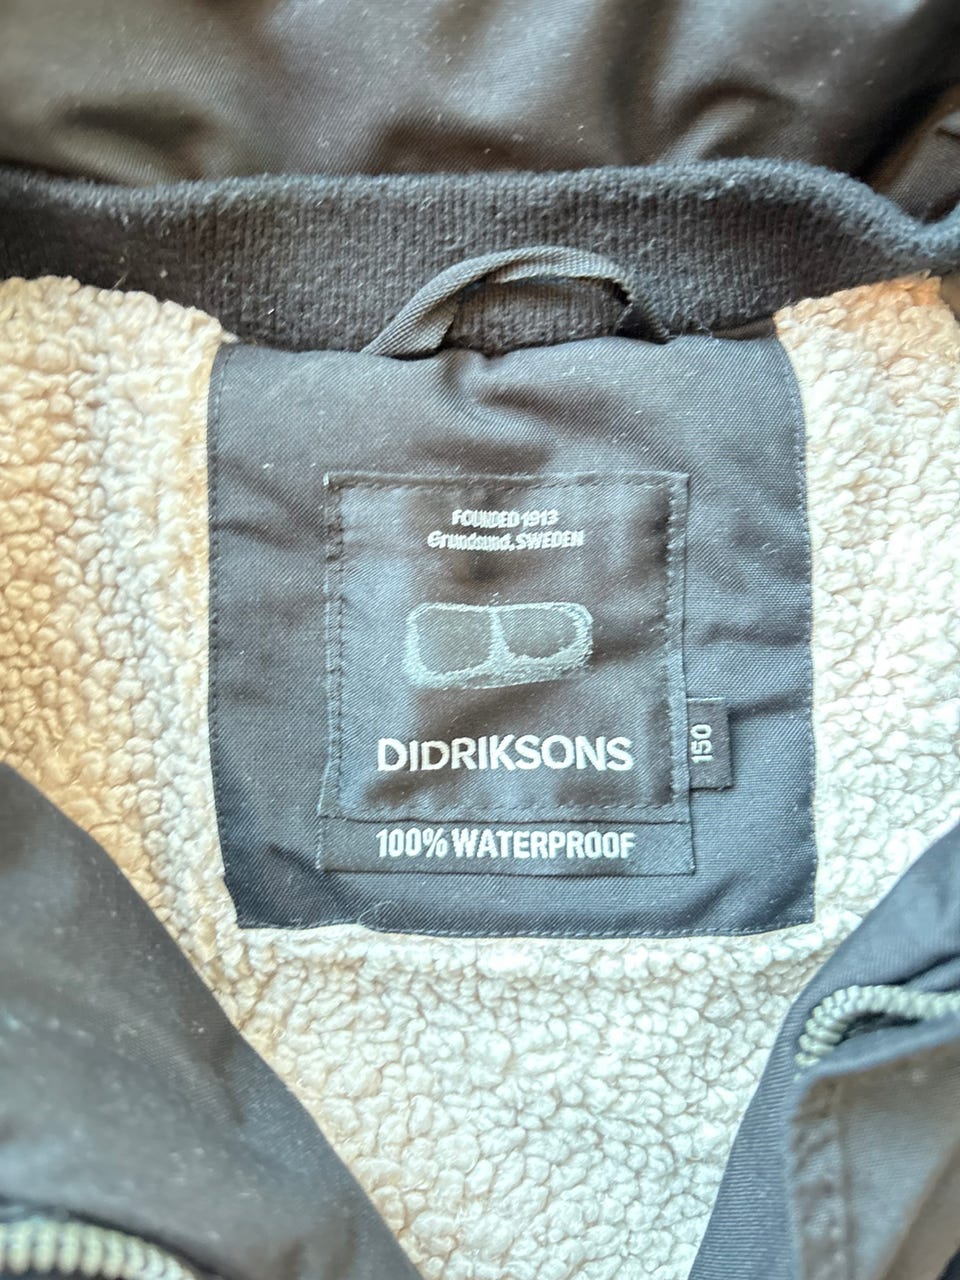 FOUNDED 1913
Grundsund, SWEDEN
DIDRIKSONS
150
100% WATERPROOF